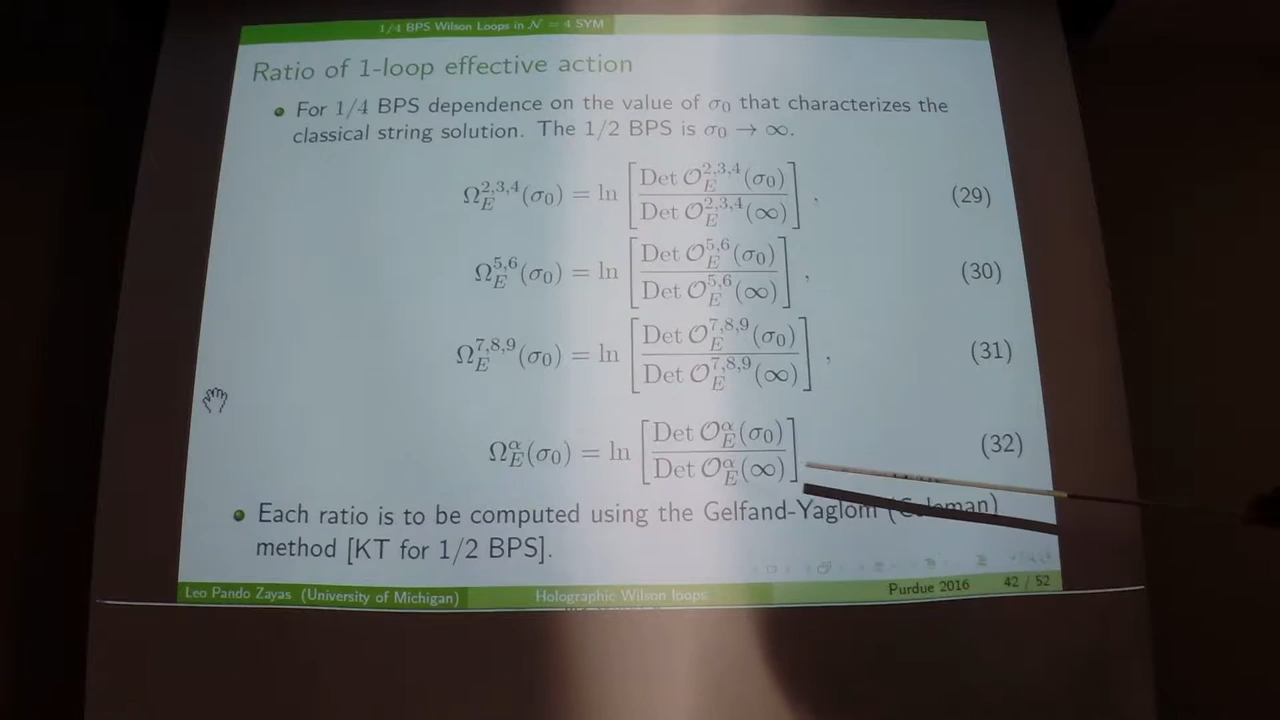 1/4 BPS Wilson Loops in 𝒩 = 4 SYM
Ratio of 1-loop effective action
For 1/4 BPS dependence on the value of σ₀ that characterizes the
classical string solution. The 1/2 BPS is σ₀ → ∞.
Ω_E^{2,3,4}(σ₀) = ln [ Det 𝒪_E^{2,3,4}(σ₀) / Det 𝒪_E^{2,3,4}(∞) ] , (29)
Ω_E^{5,6}(σ₀) = ln [ Det 𝒪_E^{5,6}(σ₀) / Det 𝒪_E^{5,6}(∞) ] , (30)
Ω_E^{7,8,9}(σ₀) = ln [ Det 𝒪_E^{7,8,9}(σ₀) / Det 𝒪_E^{7,8,9}(∞) ] , (31)
Ω_E^α(σ₀) = ln [ Det 𝒪_E^α(σ₀) / Det 𝒪_E^α(∞) ] (32)
Each ratio is to be computed using the Gelfand-Yaglom (Coleman)
method [KT for 1/2 BPS].
Leo Pando Zayas (University of Michigan) Holographic Wilson loops Purdue 2016 42 / 52